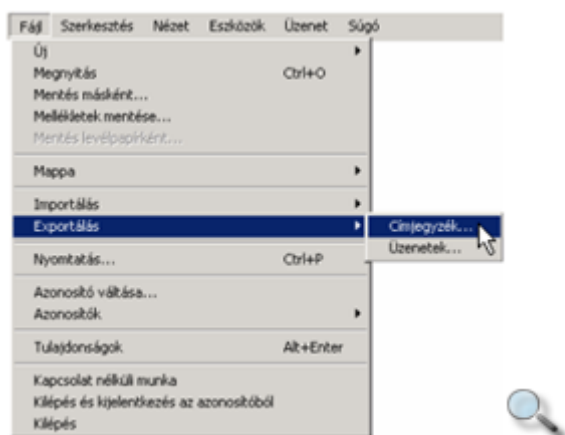 Fájl Szerkesztés Nézet Eszközök Üzenet Súgó
Új
Megnyitás Ctrl+O
Mentés másként...
Mellékletek mentése...
Mentés levélpapírként...
Mappa
Importálás
Exportálás Címjegyzék...
Üzenetek...
Nyomtatás... Ctrl+P
Azonosító váltása...
Azonosítók
Tulajdonságok Alt+Enter
Kapcsolat nélküli munka
Kilépés és kijelentkezés az azonosítóból
Kilépés